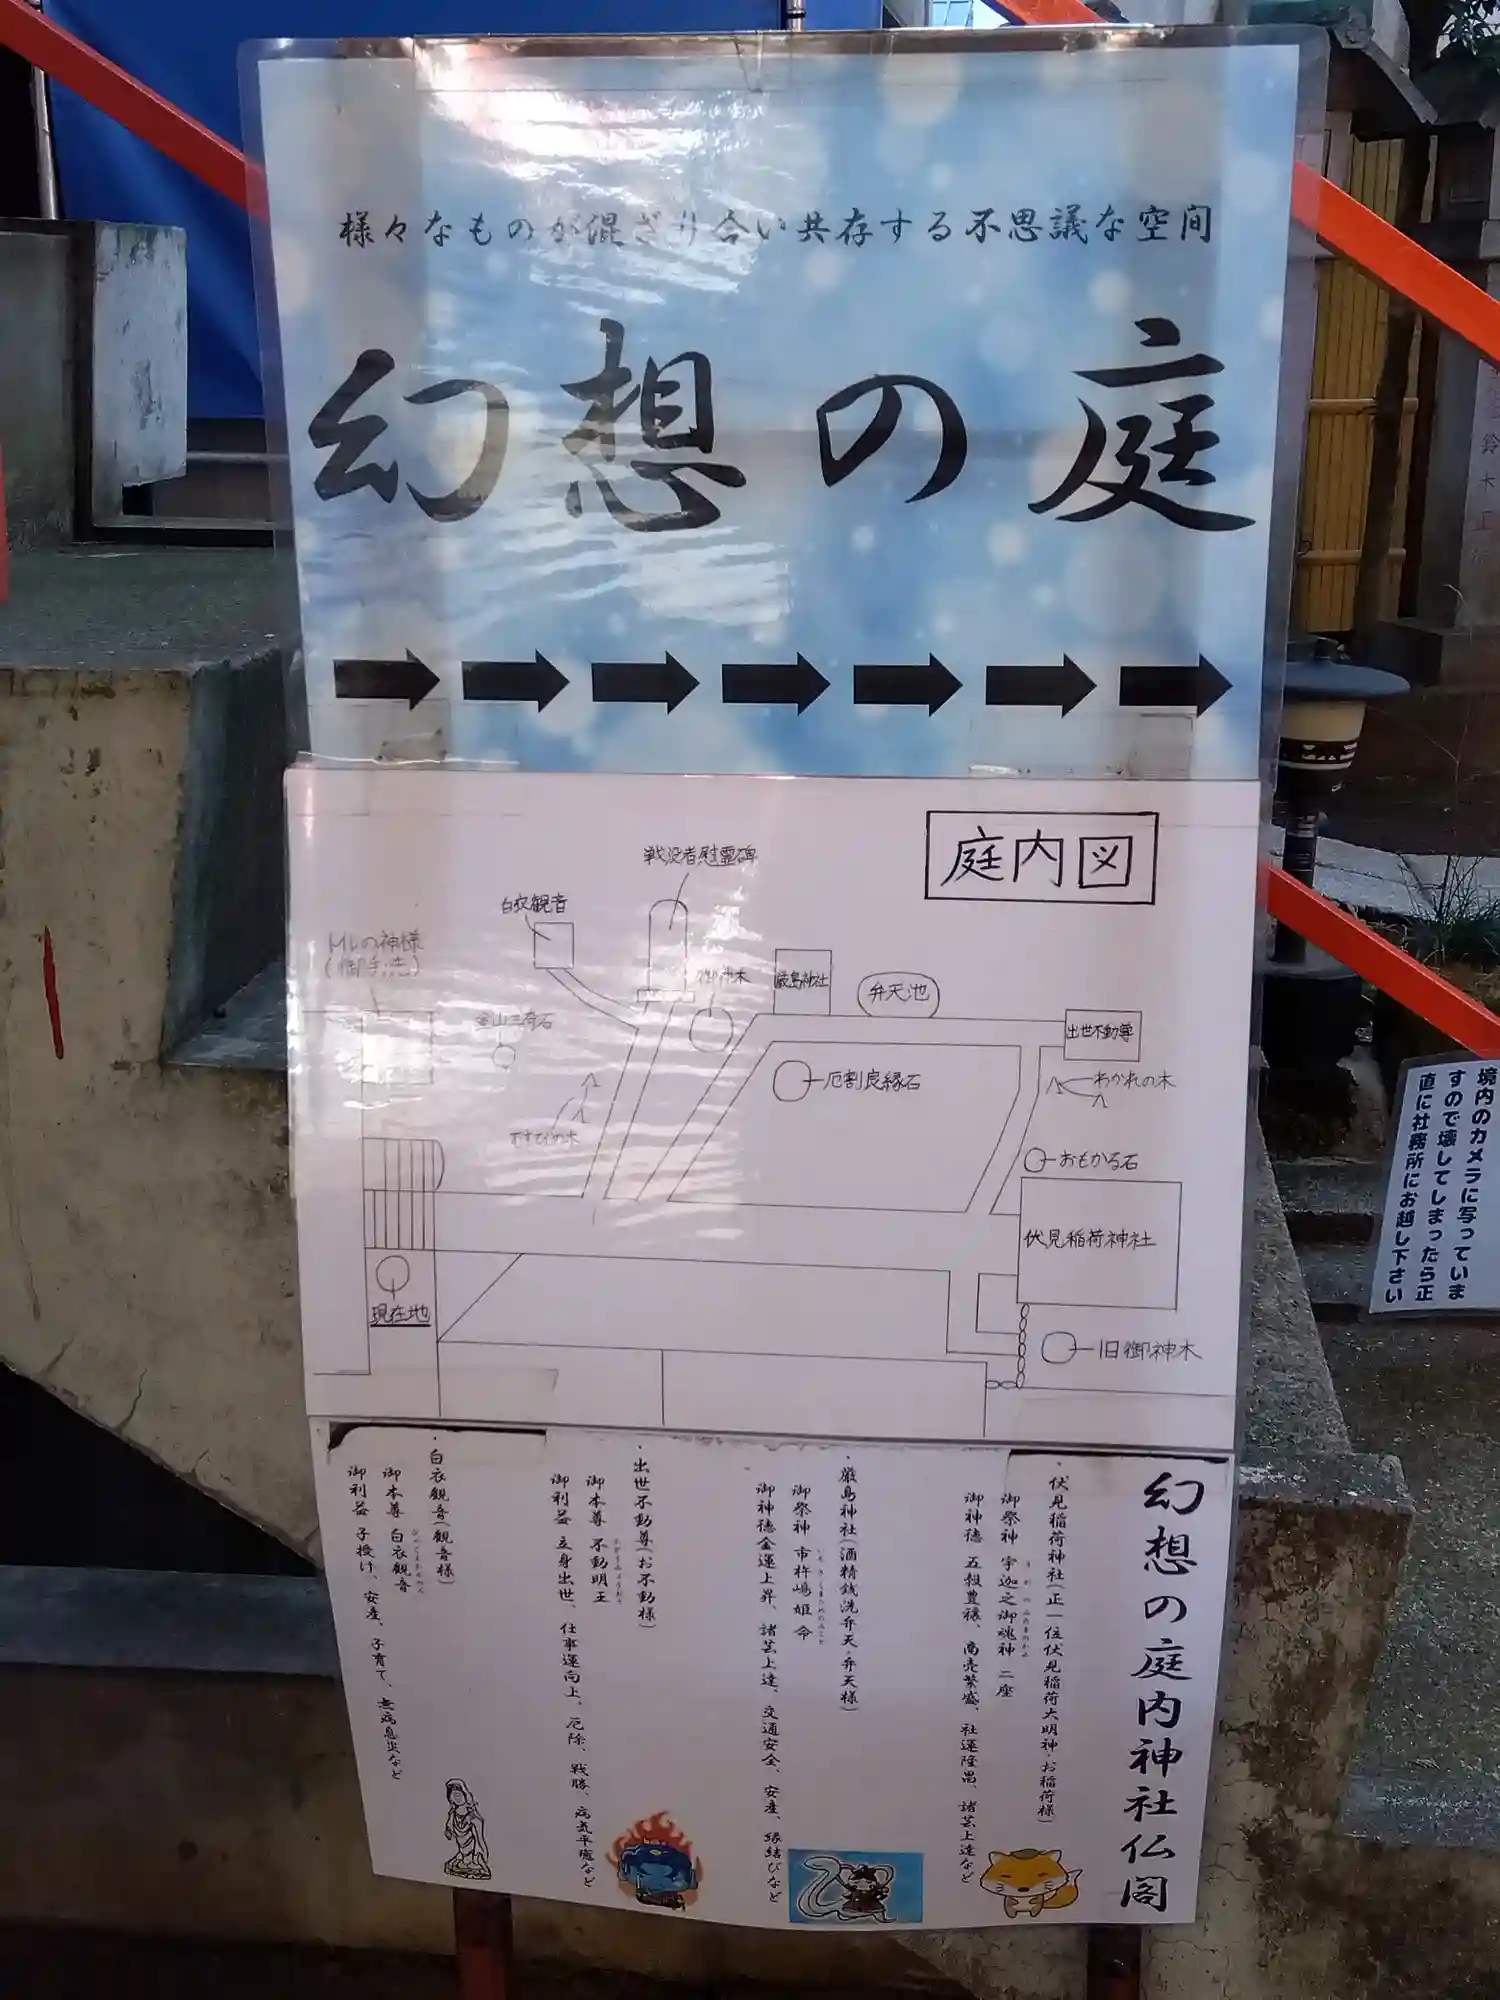 様々なものが混ざり合い共存する不思議な空間
幻想の庭
庭内図
戦没者慰霊碑
白衣観音
トイレの神様
(御手洗)
金山三荷石
御神木
厳島神社
弁天池
出世不動尊
厄割良縁石
わかれの木
おもかる石
伏見稲荷神社
現在地
旧御神木
幻想の庭内神社仏閣
・伏見稲荷神社(正一位伏見稲荷大明神・お稲荷様)
御祭神 宇迦之御魂神 二座
御神徳 五穀豊穣、商売繁盛、社運隆昌、諸芸上達など
・厳島神社(酒精銭洗弁天・弁天様)
御祭神 市杵嶋姫命
御神徳 金運上昇、諸芸上達、交通安全、安産、縁結びなど
・出世不動尊(お不動様)
御本尊 不動明王
御利益 立身出世、仕事運向上、厄除、戦勝、病気平癒など
・白衣観音(観音様)
御本尊 白衣観音
御利益 子授け、安産、子育て、無病息災など
境内のカメラに写っていま
すので壊してしまったら正
直に社務所にお越し下さい